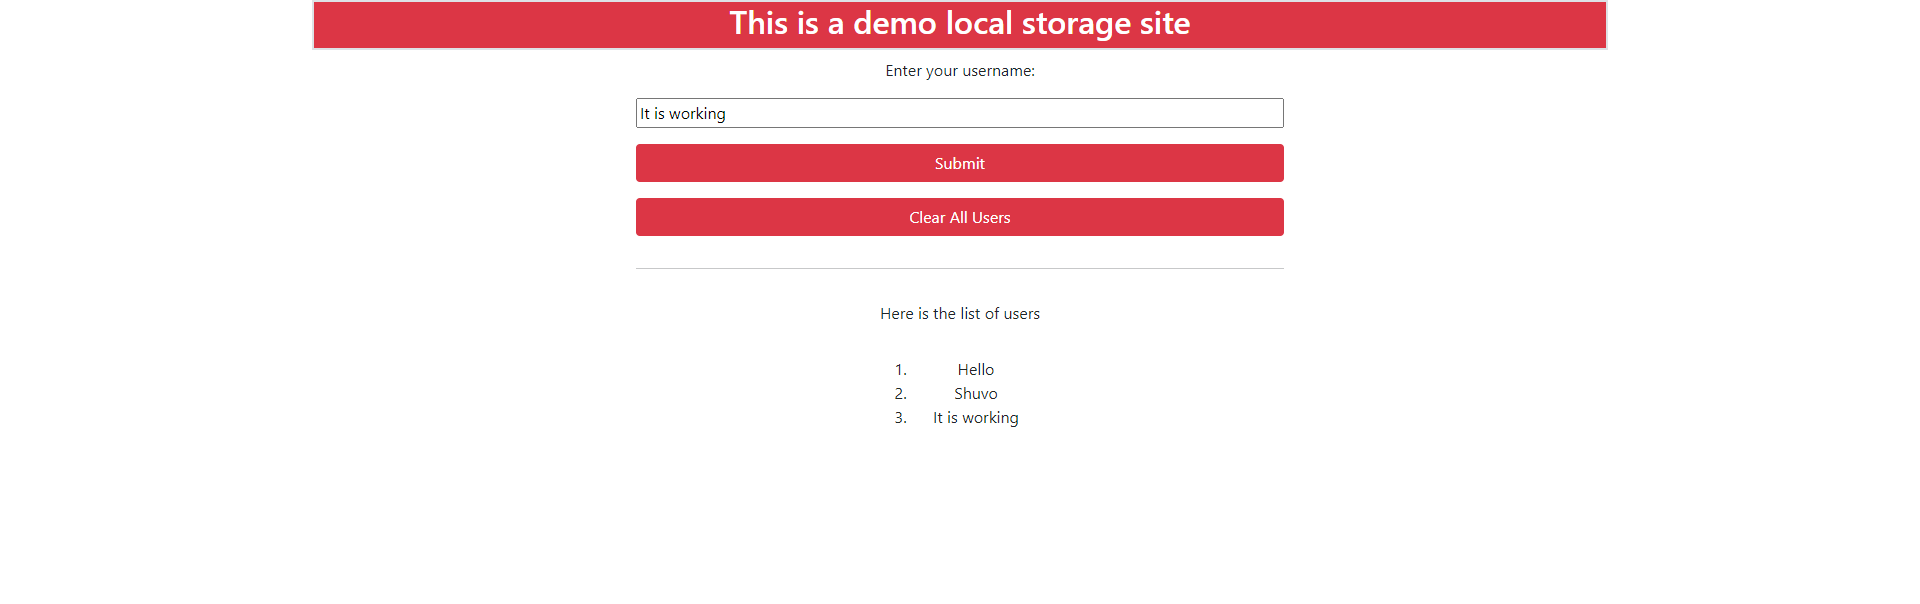 This is a demo local storage site
Enter your username:
It is working
Submit
Clear All Users
Here is the list of users
1. Hello
2. Shuvo
3. It is working